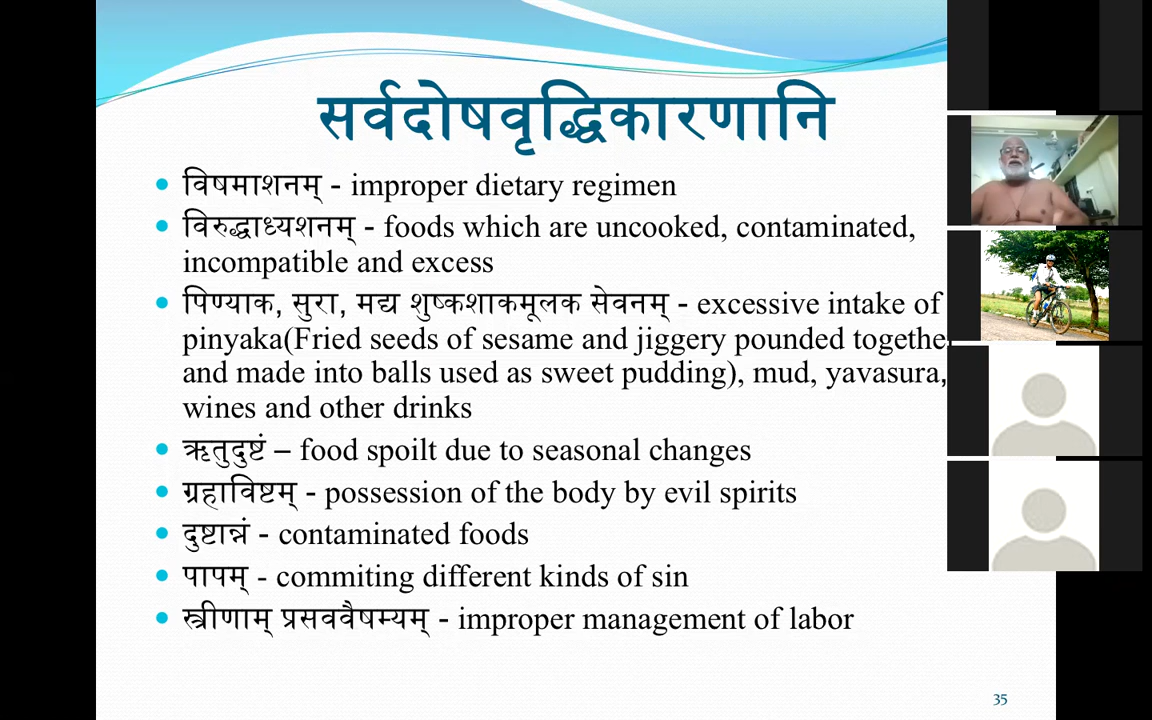 सर्वदोषवृद्धिकारणानि
• विषमाशनम् - improper dietary regimen
• विरुद्धाध्यशनम् - foods which are uncooked, contaminated,
incompatible and excess
• पिण्याक, सुरा, मद्य शुष्कशाकमूलक सेवनम् - excessive intake of
pinyaka(Fried seeds of sesame and jiggery pounded togethe
and made into balls used as sweet pudding), mud, yavasura,
wines and other drinks
• ऋतुदुष्टं – food spoilt due to seasonal changes
• ग्रहाविष्टम् - possession of the body by evil spirits
• दुष्टान्नं - contaminated foods
• पापम् - commiting different kinds of sin
• स्त्रीणाम् प्रसववैषम्यम् - improper management of labor
35